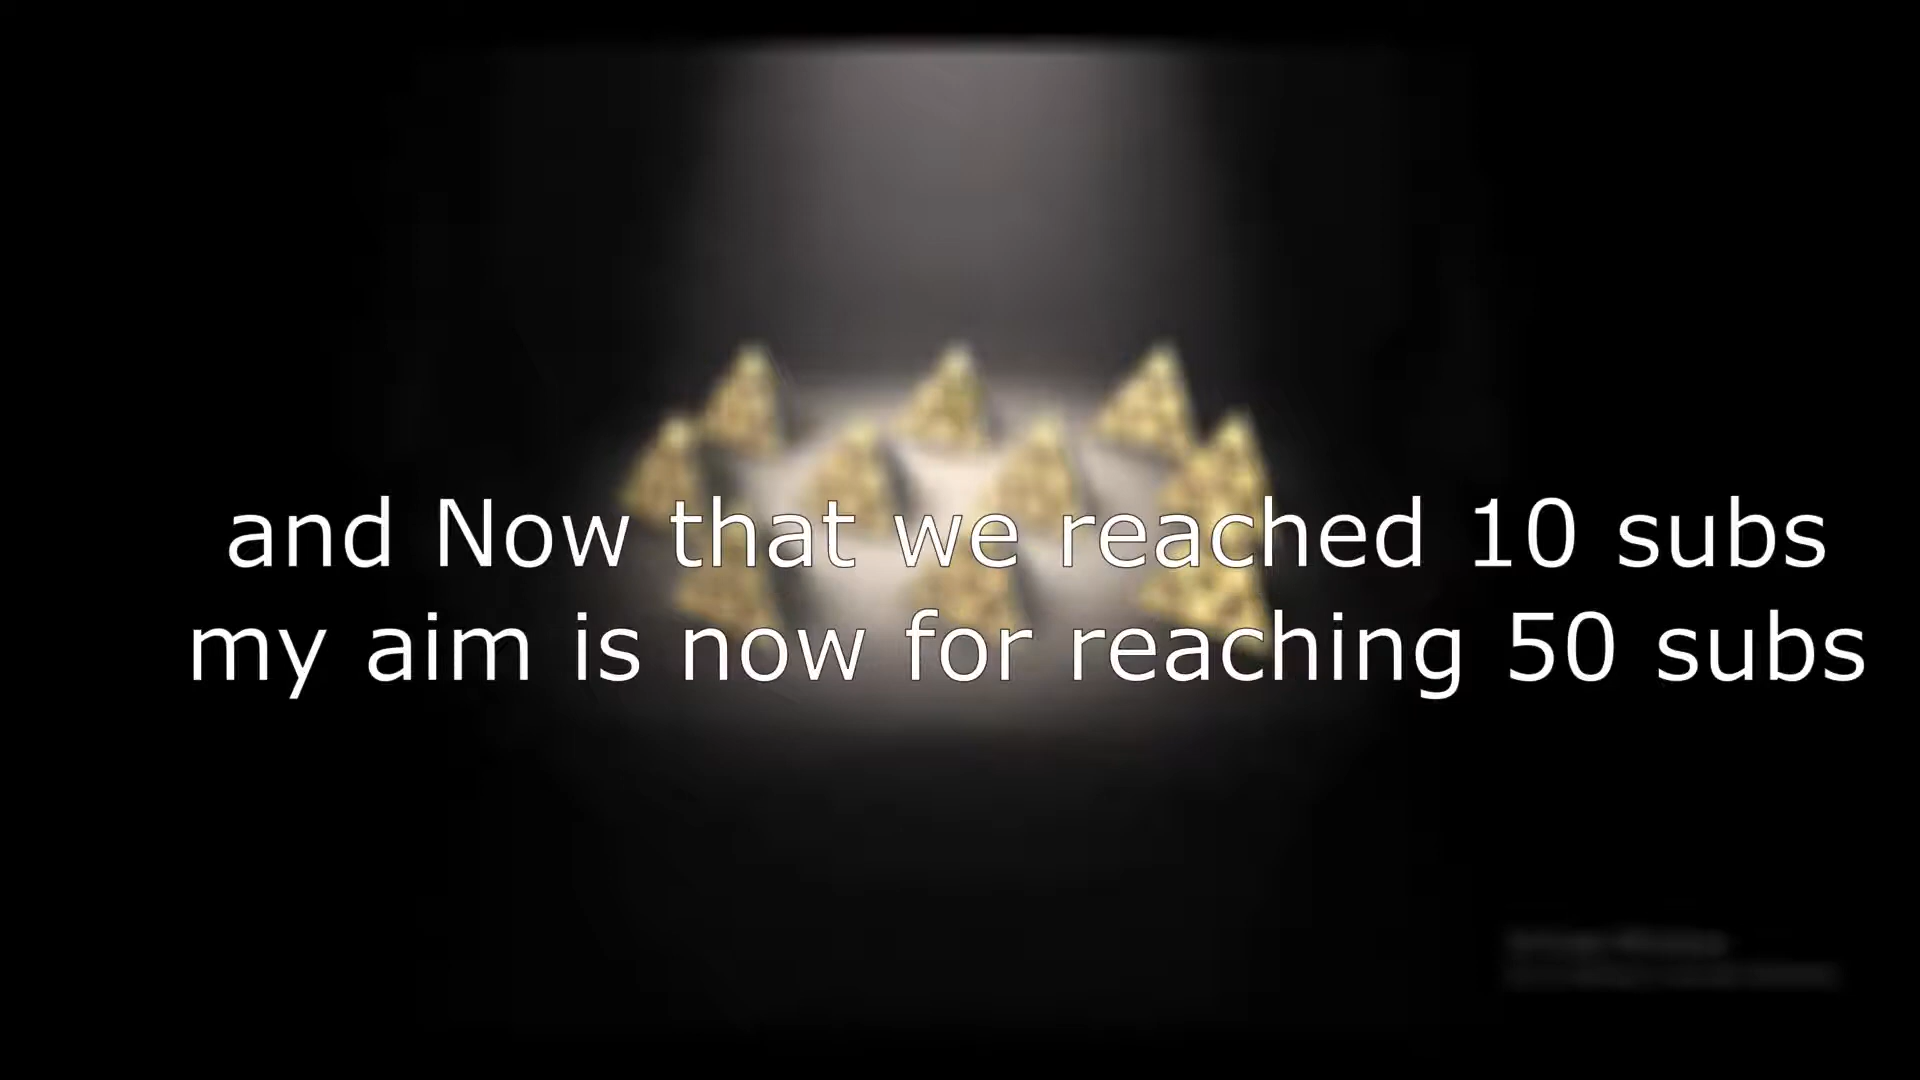 and Now that we reached 10 subs
my aim is now for reaching 50 subs